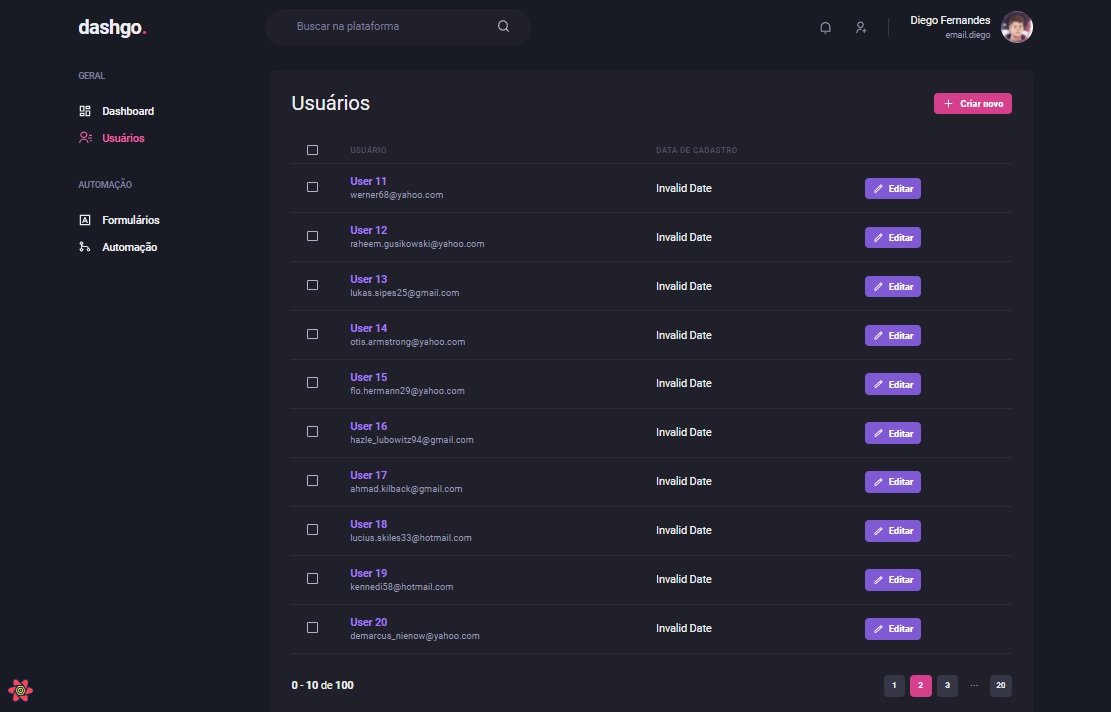 dashgo.
Buscar na plataforma
Diego Fernandes
email.diego
GERAL
Dashboard
Usuários
AUTOMAÇÃO
Formulários
Automação
Usuários
+ Criar novo
USUÁRIO DATA DE CADASTRO
User 11
werner68@yahoo.com
Invalid Date
Editar
User 12
raheem.gusikowski@yahoo.com
Invalid Date
Editar
User 13
lukas.sipes25@gmail.com
Invalid Date
Editar
User 14
otis.armstrong@yahoo.com
Invalid Date
Editar
User 15
flo.hermann29@yahoo.com
Invalid Date
Editar
User 16
hazle_lubowitz94@gmail.com
Invalid Date
Editar
User 17
ahmad.kilback@gmail.com
Invalid Date
Editar
User 18
lucius.skiles33@hotmail.com
Invalid Date
Editar
User 19
kennedi58@hotmail.com
Invalid Date
Editar
User 20
demarcus_nienow@yahoo.com
Invalid Date
Editar
0 - 10 de 100
1 2 3 ... 20